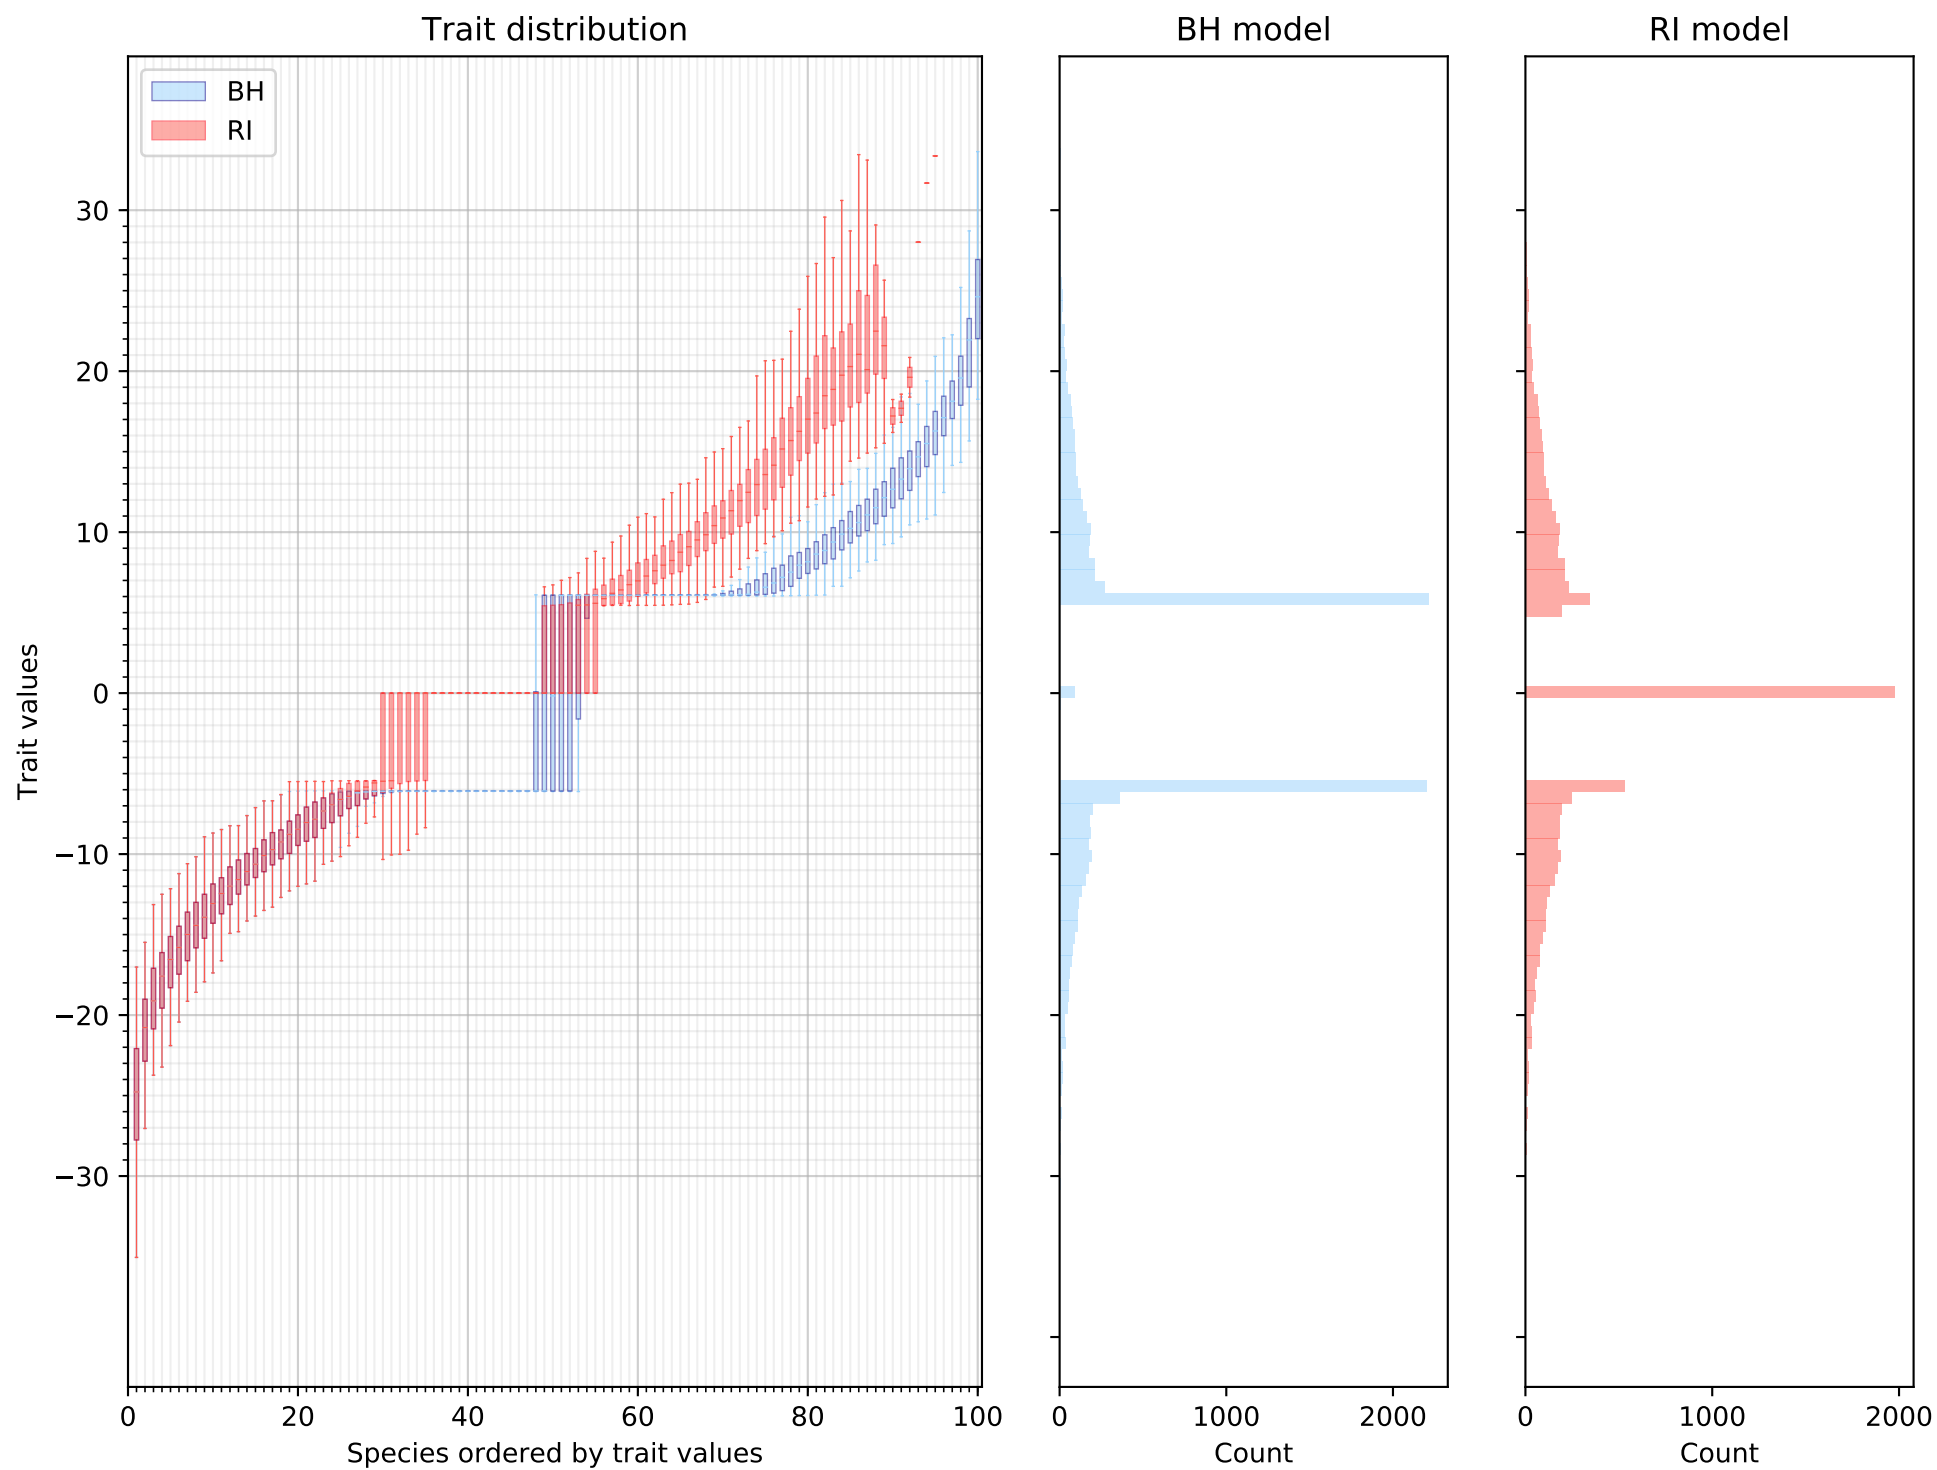 Trait distribution
BH model
RI model
BH
RI
Trait values
30
20
10
0
−10
−20
−30
0
20
40
60
80
100
Species ordered by trait values
0
1000
2000
Count
0
1000
2000
Count